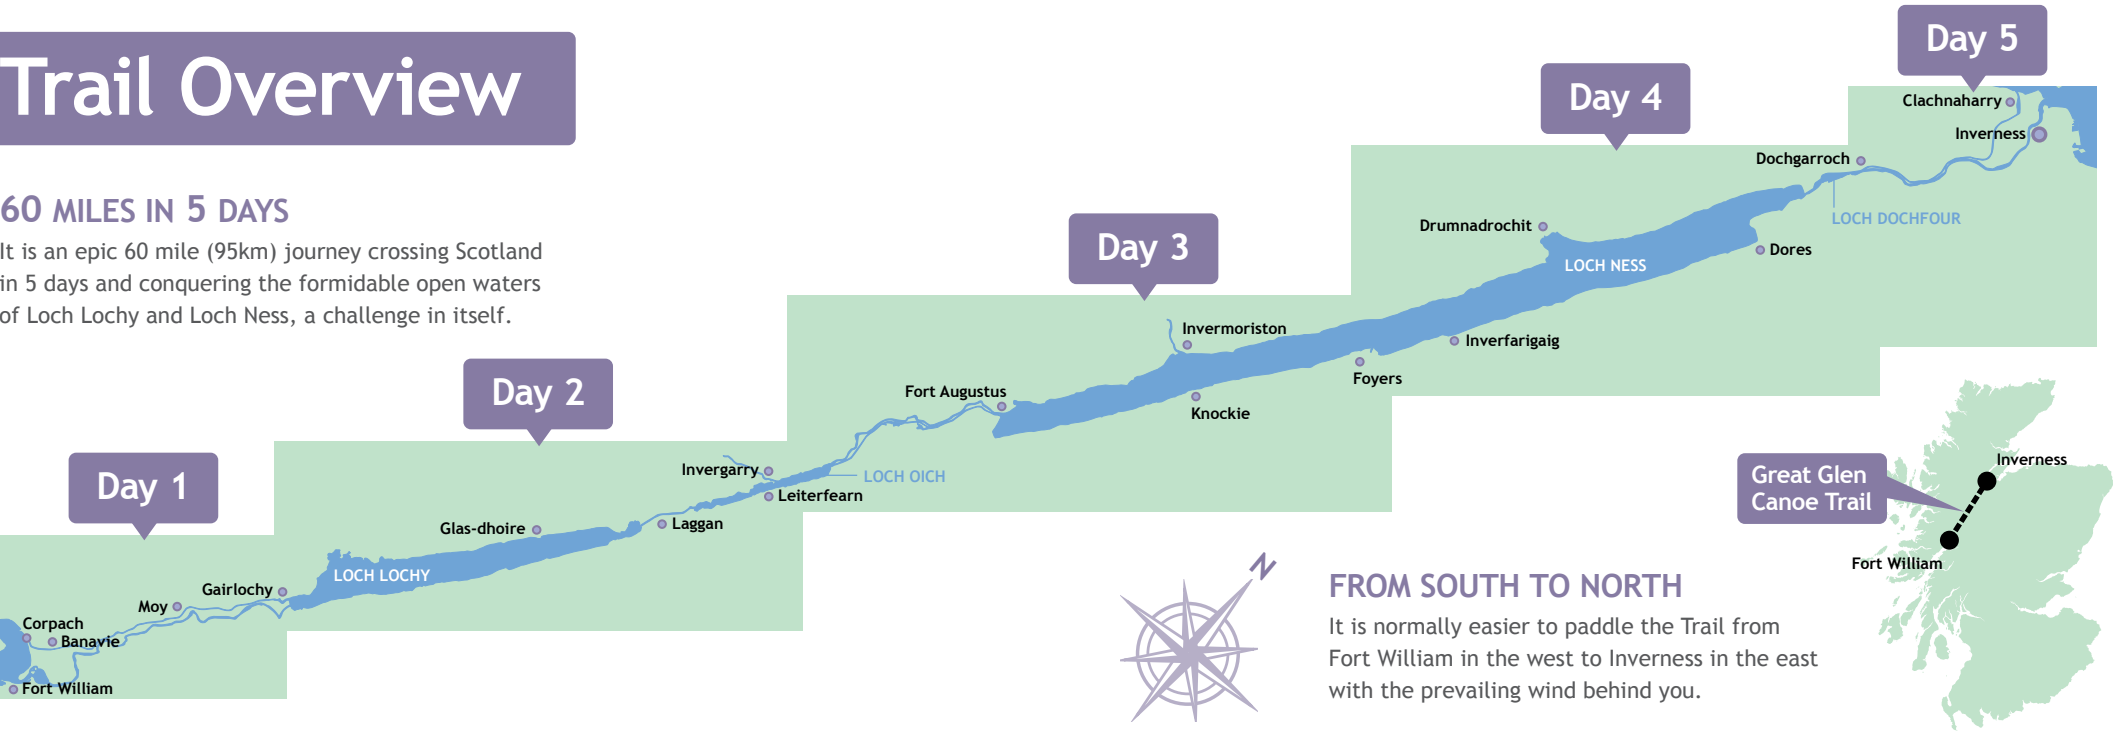 Trail Overview
60 MILES IN 5 DAYS
It is an epic 60 mile (95km) journey crossing Scotland
in 5 days and conquering the formidable open waters
of Loch Lochy and Loch Ness, a challenge in itself.
Day 1
Corpach
Banavie
Fort William
Moy
Gairlochy
Day 2
LOCH LOCHY
Glas-dhoire
Laggan
Invergarry
Leiterfearn
LOCH OICH
Day 3
Fort Augustus
Invermoriston
Knockie
Foyers
Day 4
Inverfarigaig
Drumnadrochit
LOCH NESS
Dores
Dochgarroch
LOCH DOCHFOUR
Day 5
Clachnaharry
Inverness
N
FROM SOUTH TO NORTH
It is normally easier to paddle the Trail from
Fort William in the west to Inverness in the east
with the prevailing wind behind you.
Great Glen
Canoe Trail
Inverness
Fort William